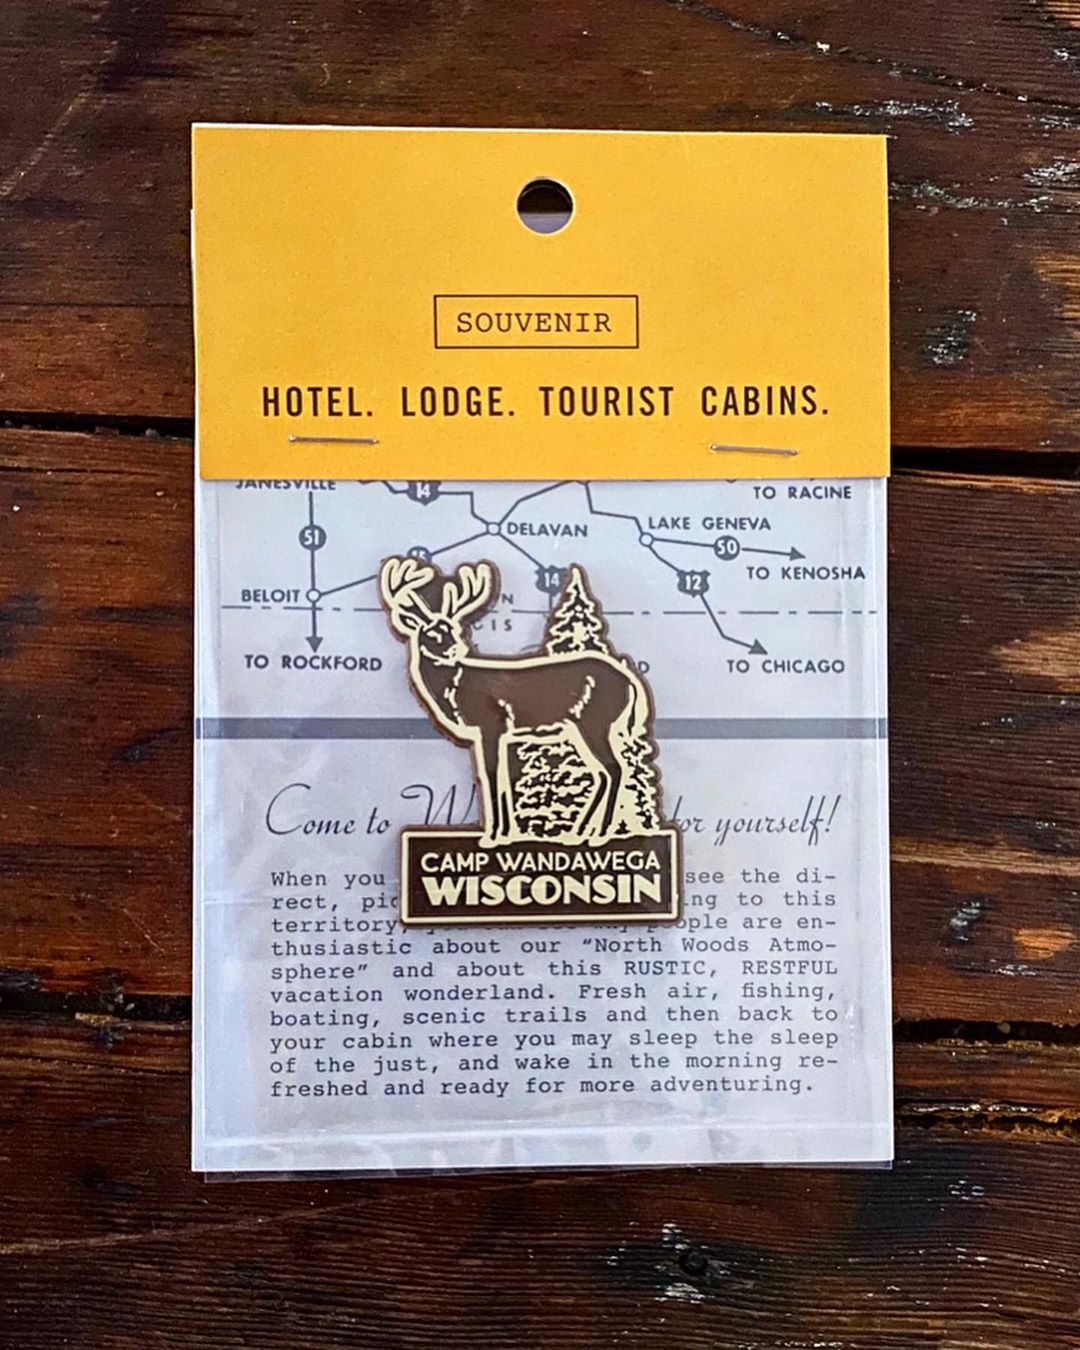 SOUVENIR
HOTEL. LODGE. TOURIST CABINS.
JANESVILLE
14
TO RACINE
51
DELAVAN
LAKE GENEVA
50
TO KENOSHA
14
12
BELOIT
TO ROCKFORD
TO CHICAGO
Come to for yourself!
CAMP WANDAWEGA
WISCONSIN
When you see the di-
rect, to this
territory, people are en-
thusiastic about our “North Woods Atmo-
sphere” and about this RUSTIC, RESTFUL
vacation wonderland. Fresh air, fishing,
boating, scenic trails and then back to
your cabin where you may sleep the sleep
of the just, and wake in the morning re-
freshed and ready for more adventuring.